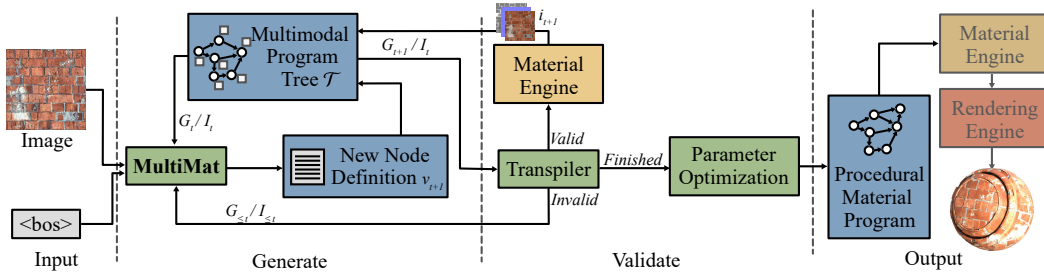 Image
<bos>
Input
Multimodal
Program
Tree 𝒯
G_t / I_t
MultiMat
New Node
Definition v_{t+1}
G_{t+1} / I_t
G_{≤t} / I_{≤t}
Generate
i_{t+1}
Material
Engine
Valid
Transpiler
Finished
Invalid
Parameter
Optimization
Validate
Procedural
Material
Program
Material
Engine
Rendering
Engine
Output